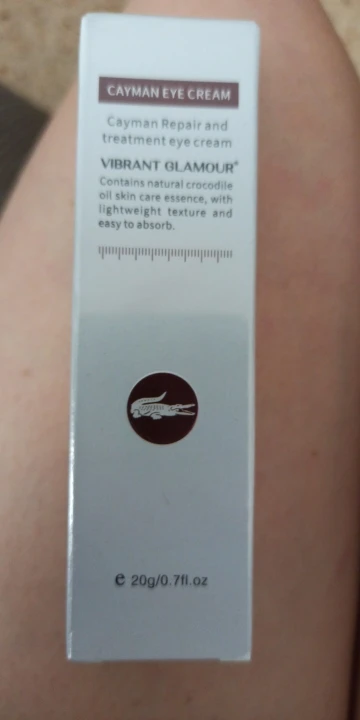 CAYMAN EYE CREAM
Cayman Repair and
treatment eye cream
VIBRANT GLAMOUR®
Contains natural crocodile
oil skin care essence, with
lightweight texture and
easy to absorb.
e 20g/0.7fl.oz